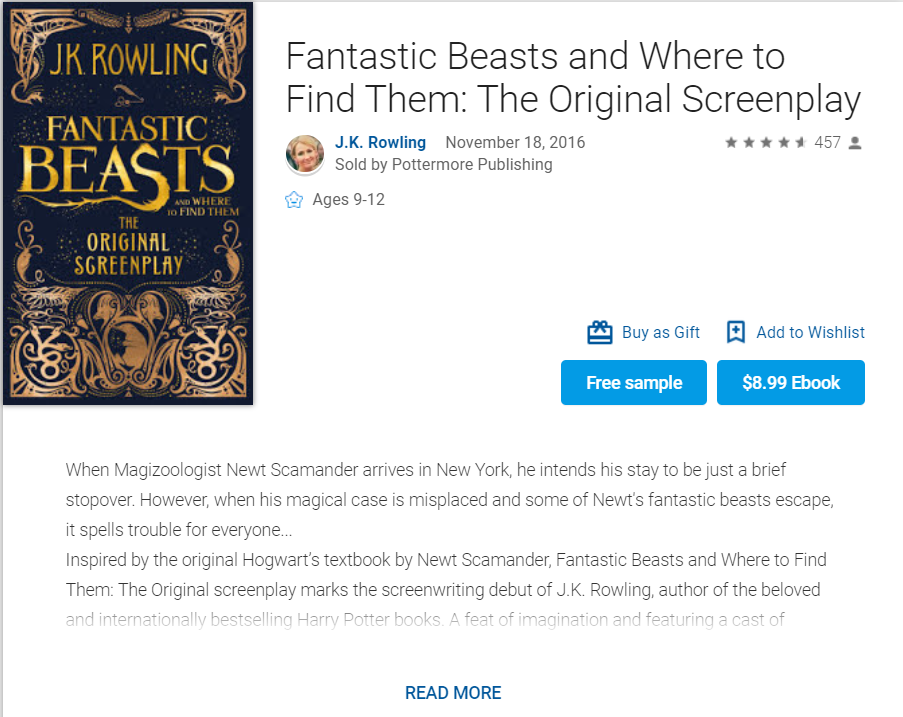 J.K. ROWLING
FANTASTIC
BEASTS
AND WHERE
TO FIND THEM
THE
ORIGINAL
SCREENPLAY
Fantastic Beasts and Where to
Find Them: The Original Screenplay
J.K. Rowling November 18, 2016
457
Sold by Pottermore Publishing
Ages 9-12
Buy as Gift
Add to Wishlist
Free sample
$8.99 Ebook
When Magizoologist Newt Scamander arrives in New York, he intends his stay to be just a brief
stopover. However, when his magical case is misplaced and some of Newt's fantastic beasts escape,
it spells trouble for everyone...
Inspired by the original Hogwart’s textbook by Newt Scamander, Fantastic Beasts and Where to Find
Them: The Original screenplay marks the screenwriting debut of J.K. Rowling, author of the beloved
and internationally bestselling Harry Potter books. A feat of imagination and featuring a cast of
READ MORE